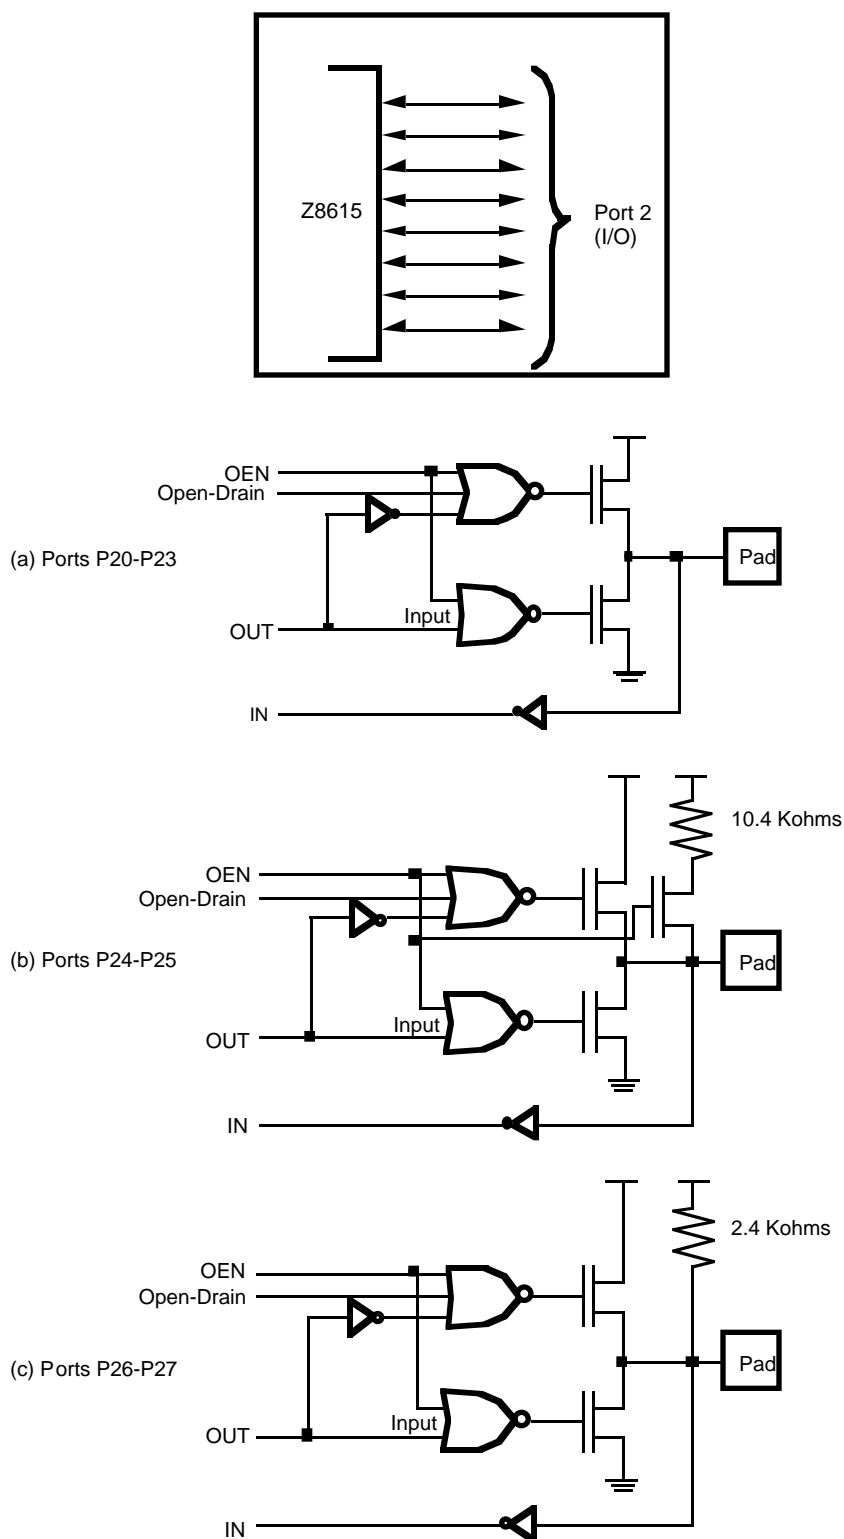 Z8615
Port 2
(I/O)
OEN
Open-Drain
(a) Ports P20-P23
Pad
Input
OUT
IN
10.4 Kohms
OEN
Open-Drain
(b) Ports P24-P25
Pad
Input
OUT
IN
2.4 Kohms
OEN
Open-Drain
(c) Ports P26-P27
Pad
Input
OUT
IN